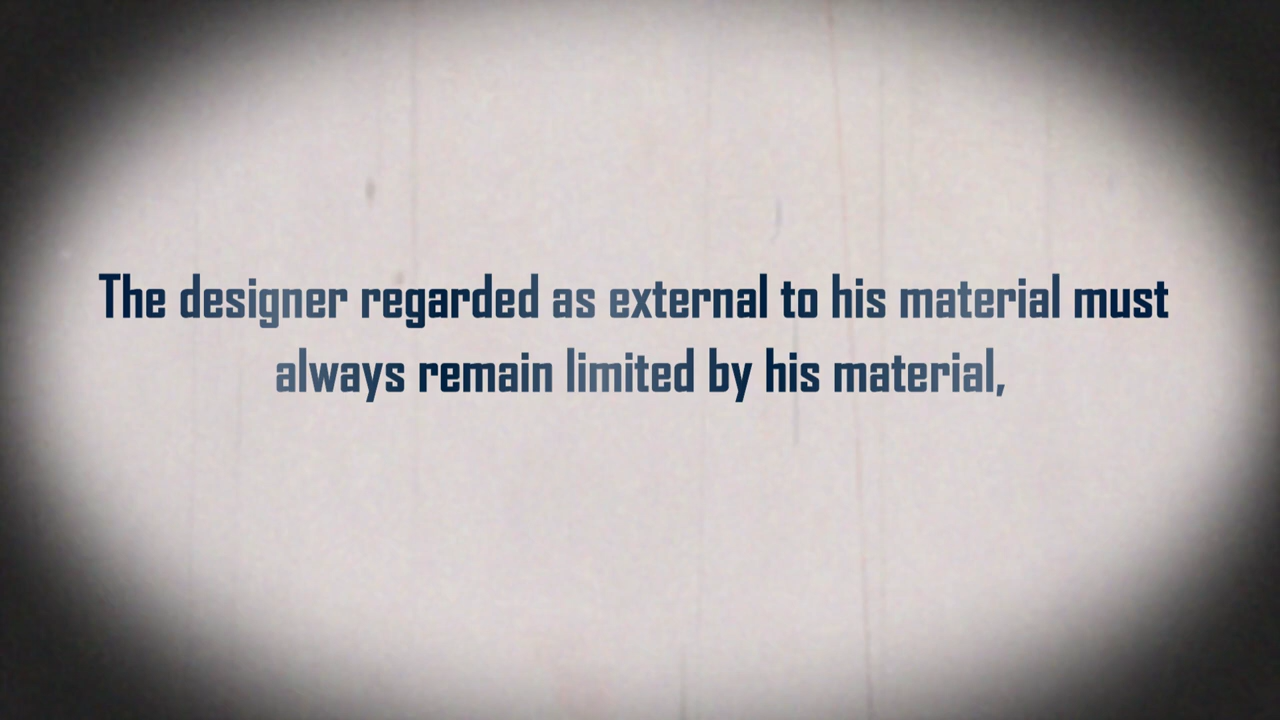 The designer regarded as external to his material must
always remain limited by his material,